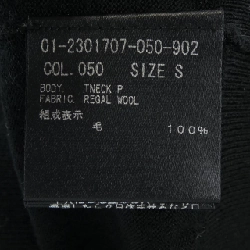 01-2301707-050-902
COL.050 SIZE S
BODY. TNECK P
FABRIC. REGAL WOOL
組成表示
毛 100%